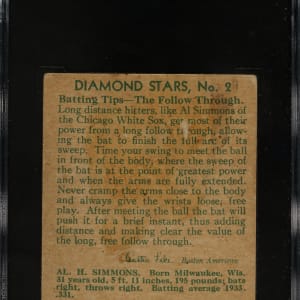 DIAMOND STARS, No. 2
Batting Tips—The Follow Through.
Long distance hitters, like Al Simmons
of the Chicago White Sox, get most of their
power from a long follow through, allow-
ing the bat to finish the full arc of its
sweep. Time your swing to meet the ball
in front of the body, where the sweep of
the bat is at point of greatest power
and when the arms are fully extended.
Never cramp the arms close to the body
and always give the wrists loose, free
play. After meeting the ball the bat will
push it for a brief instant, thus adding
distance and making clear the value of
the long, free follow through.
Boston Americans
AL. H. SIMMONS. Born Milwaukee, Wis.
31 years old, 5 ft, 11 inches, 195 pounds; bats
right, throws right. Batting average 1933.
.331.